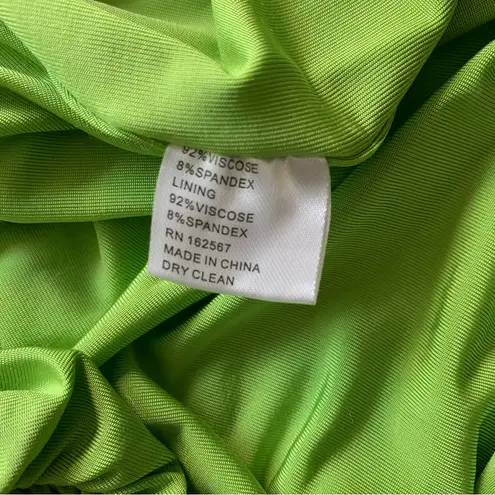 92%VISCOSE
8%SPANDEX
LINING
92%VISCOSE
8%SPANDEX
RN 162567
MADE IN CHINA
DRY CLEAN